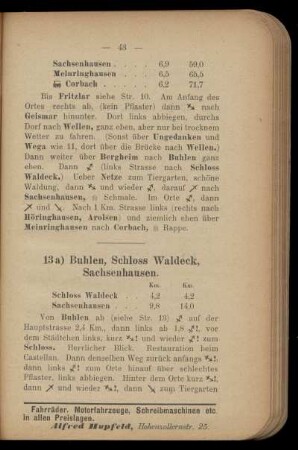 — 43 —
Sachsenhausen . . . . 6,9 59,0
Meiuringhausen . . . 6,5 65,5
Corbach . . . . . . 6,2 71,7
Bis Fritzlar siehe Str. 10. Am Anfang des
Ortes rechts ab, (kein Pflaster) dann nach
Geismar hinunter. Dort links abbiegen, durchs
Dorf nach Wellen, ganz eben, aber nur bei trocknem
Wetter zu fahren. (Sonst über Ungedanken und
Wega wie 11, dort über die Brücke nach Wellen.)
Dann weiter über Bergheim nach Buhlen ganz
eben. Dann (links Strasse nach Schloss
Waldeck.) Ueber Netze zum Tiergarten, schöne
Waldung, dann und wieder darauf nach
Sachsenhausen, Schmale. Im Orte dann
und Nach 1 Km. Strasse links (rechts nach
Höringhausen, Arolsen) und ziemlich eben über
Meiuringhausen nach Corbach, Rappe.
13a) Buhlen, Schloss Waldeck,
Sachsenhausen.
Km. Km.
Schloss Waldeck . . . . 4,2 4,2
Sachsenhausen . . . . 9,8 14,0
Von Buhlen ab (siehe Str. 13) auf der
Hauptstrasse 2,4 Km., dann links ab 1,8 vor
dem Städtchen links; kurz ! und kurz ! zum
Schloss. Herrlicher Blick. Restauration beim
Castellan. Dann denselben Weg zurück anfangs !,
dann links zum Ort hinauf über schlechtes
Pflaster, links abbiegen. Hinter dem Orte kurz !,
dann und wieder dann zum Tiergarten
Fahrräder. Motorfahrzeuge, Schreibmaschinen etc.
in allen Preislagen.
Alfred Hupfeld, Hohenzollernstr. 25.